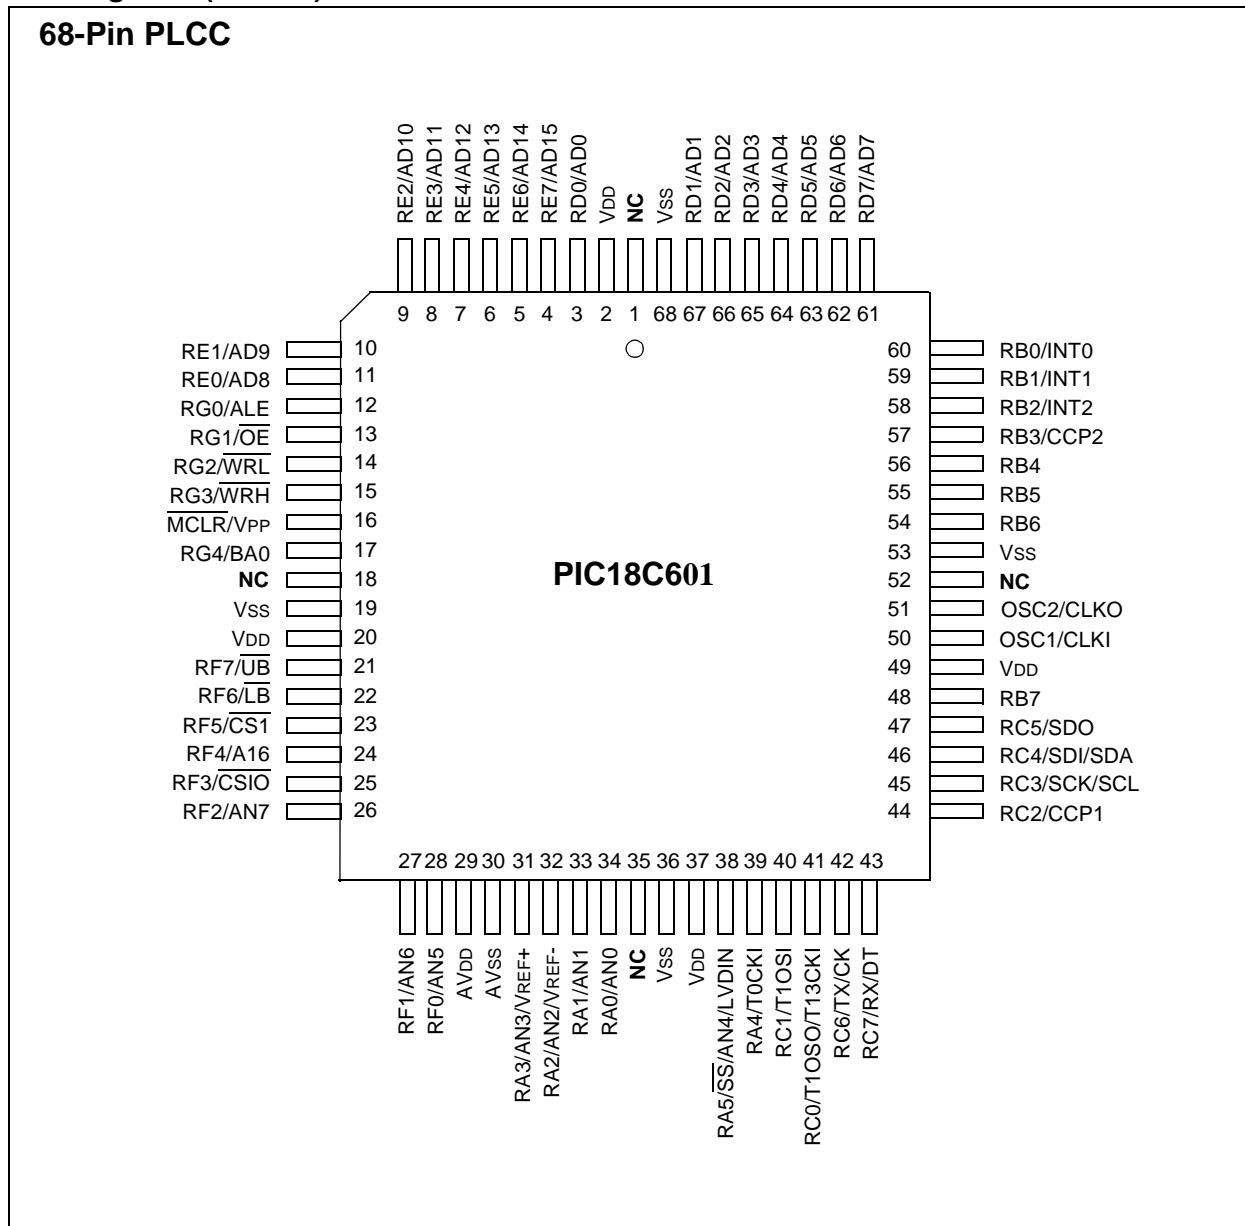 68-Pin PLCC
RE2/AD10
RE3/AD11
RE4/AD12
RE5/AD13
RE6/AD14
RE7/AD15
RD0/AD0
VDD
NC
VSS
RD1/AD1
RD2/AD2
RD3/AD3
RD4/AD4
RD5/AD5
RD6/AD6
RD7/AD7
9 8 7 6 5 4 3 2 1 68 67 66 65 64 63 62 61
RE1/AD9 10
RE0/AD8 11
RG0/ALE 12
RG1/O̅E̅ 13
RG2/W̅R̅L̅ 14
RG3/W̅R̅H̅ 15
M̅C̅L̅R̅/VPP 16
RG4/BA0 17
NC 18
VSS 19
VDD 20
RF7/U̅B̅ 21
RF6/L̅B̅ 22
RF5/C̅S̅1̅ 23
RF4/A16 24
RF3/C̅S̅I̅O̅ 25
RF2/AN7 26
PIC18C601
60 RB0/INT0
59 RB1/INT1
58 RB2/INT2
57 RB3/CCP2
56 RB4
55 RB5
54 RB6
53 VSS
52 NC
51 OSC2/CLKO
50 OSC1/CLKI
49 VDD
48 RB7
47 RC5/SDO
46 RC4/SDI/SDA
45 RC3/SCK/SCL
44 RC2/CCP1
27 28 29 30 31 32 33 34 35 36 37 38 39 40 41 42 43
RF1/AN6
RF0/AN5
AVDD
AVSS
RA3/AN3/VREF+
RA2/AN2/VREF-
RA1/AN1
RA0/AN0
NC
VSS
VDD
RA5/S̅S̅/AN4/LVDIN
RA4/T0CKI
RC1/T1OSI
RC0/T1OSO/T13CKI
RC6/TX/CK
RC7/RX/DT